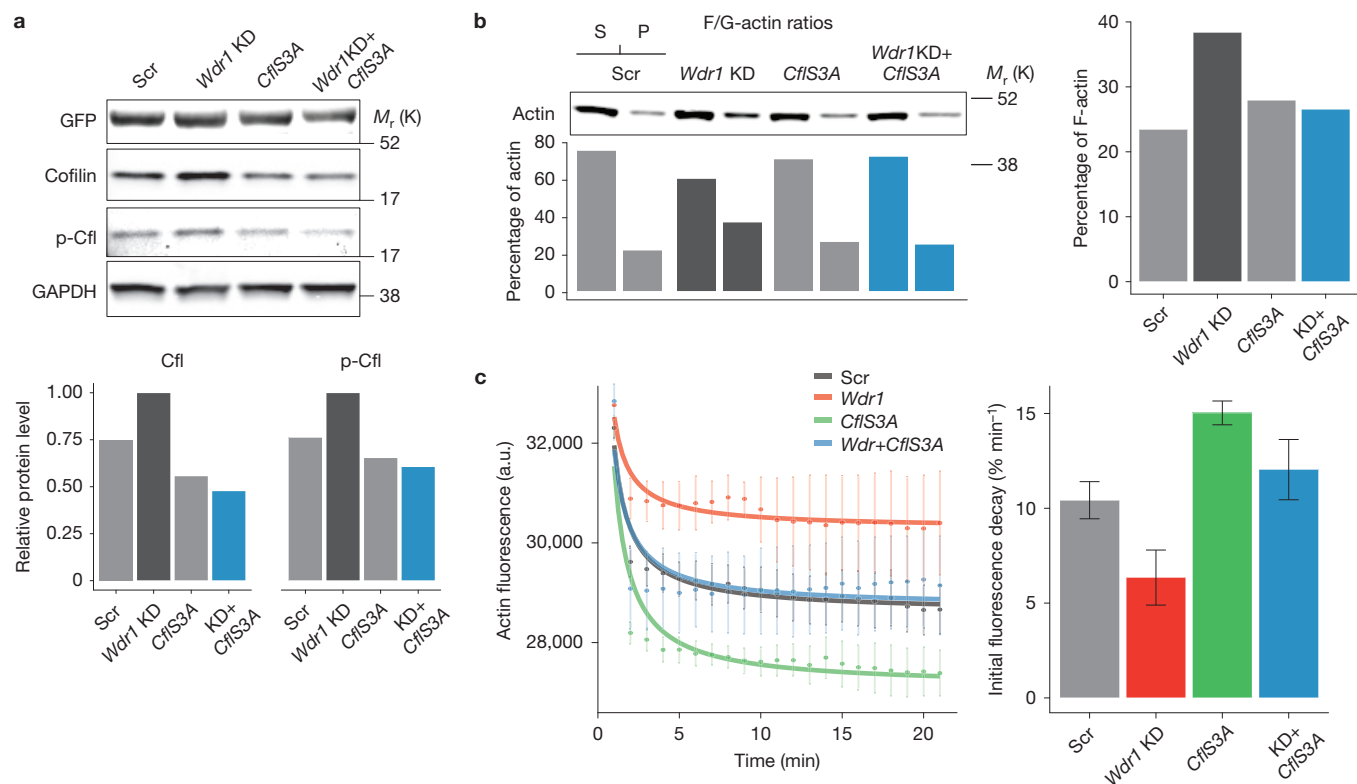 a
Scr
Wdr1 KD
CflS3A
Wdr1KD+
CflS3A
GFP
Mr (K)
52
Cofilin
17
p-Cfl
17
GAPDH
38
Cfl
p-Cfl
Relative protein level
1.00
0.75
0.50
0.25
0
Scr
Wdr1 KD
CflS3A
KD+
CflS3A
Scr
Wdr1 KD
CflS3A
KD+
CflS3A
b
F/G-actin ratios
S P
Scr
Wdr1 KD
CflS3A
Wdr1KD+
CflS3A
Mr (K)
52
Actin
38
Percentage of actin
80
60
40
20
0
Percentage of F-actin
40
30
20
10
0
Scr
Wdr1 KD
CflS3A
KD+
CflS3A
c
Scr
Wdr1
CflS3A
Wdr+CflS3A
Actin fluorescence (a.u.)
32,000
30,000
28,000
0 5 10 15 20
Time (min)
Initial fluorescence decay (% min⁻¹)
15
10
5
0
Scr
Wdr1 KD
CflS3A
KD+
CflS3A